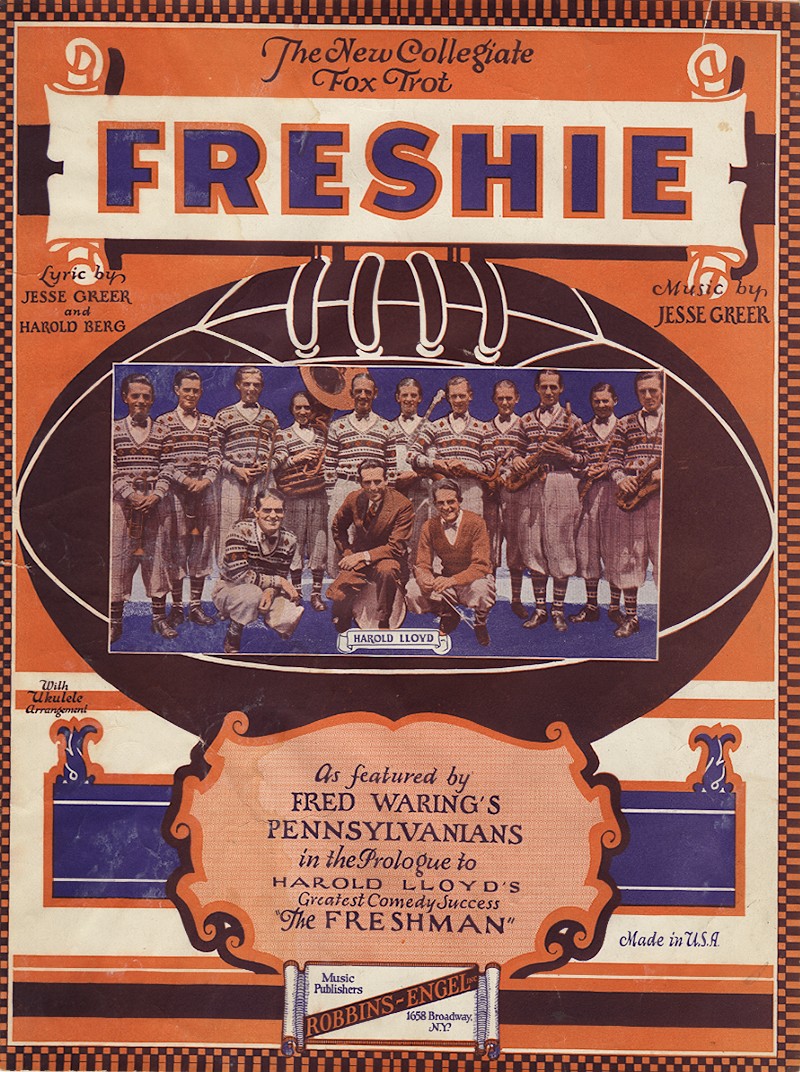 The New Collegiate
Fox Trot
FRESHIE
Lyric by
JESSE GREER
and
HAROLD BERG
Music by
JESSE GREER
HAROLD LLOYD
With
Ukulele
Arrangement
As featured by
FRED WARING'S
PENNSYLVANIANS
in the Prologue to
HAROLD LLOYD'S
Greatest Comedy Success
"The FRESHMAN"
Made in U.S.A.
Music
Publishers
ROBBINS-ENGEL INC
1658 Broadway,
N.Y.